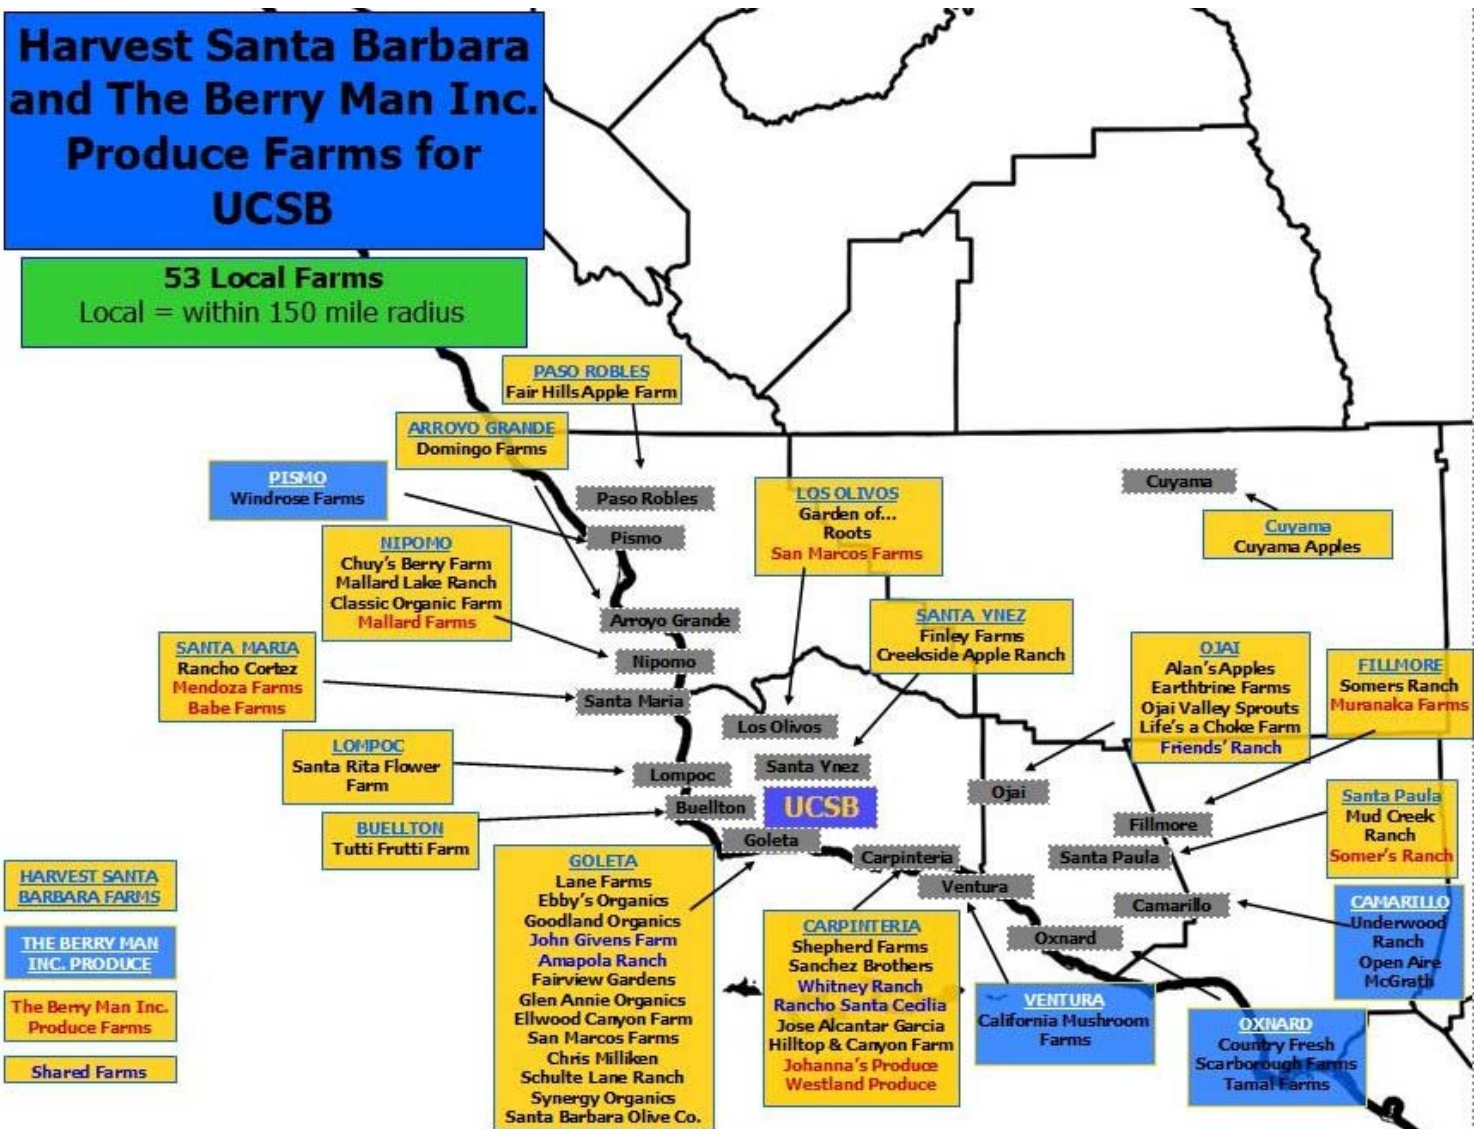 Harvest Santa Barbara
and The Berry Man Inc.
Produce Farms for
UCSB
53 Local Farms
Local = within 150 mile radius
PASO ROBLES
Fair Hills Apple Farm
ARROYO GRANDE
Domingo Farms
PISMO
Windrose Farms
NIPOMO
Chuy's Berry Farm
Mallard Lake Ranch
Classic Organic Farm
Mallard Farms
SANTA MARIA
Rancho Cortez
Mendoza Farms
Babe Farms
LOMPOC
Santa Rita Flower
Farm
BUELLTON
Tutti Frutti Farm
LOS OLIVOS
Garden of...
Roots
San Marcos Farms
SANTA YNEZ
Finley Farms
Creekside Apple Ranch
Cuyama
Cuyama Apples
OJAI
Alan's Apples
Earthtrine Farms
Ojai Valley Sprouts
Life's a Choke Farm
Friends' Ranch
FILLMORE
Somers Ranch
Muranaka Farms
Santa Paula
Mud Creek
Ranch
Somer's Ranch
CAMARILLO
Underwood
Ranch
Open Aire
McGrath
Paso Robles
Pismo
Arroyo Grande
Nipomo
Santa Maria
Los Olivos
Lompoc
Santa Ynez
Buellton
UCSB
Goleta
Carpinteria
Ventura
Ojai
Cuyama
Fillmore
Santa Paula
Camarillo
Oxnard
GOLETA
Lane Farms
Ebby's Organics
Goodland Organics
John Givens Farm
Amapola Ranch
Fairview Gardens
Glen Annie Organics
Ellwood Canyon Farm
San Marcos Farms
Chris Milliken
Schulte Lane Ranch
Synergy Organics
Santa Barbara Olive Co.
CARPINTERIA
Shepherd Farms
Sanchez Brothers
Whitney Ranch
Rancho Santa Cecilia
Jose Alcantar Garcia
Hilltop & Canyon Farm
Johanna's Produce
Westland Produce
VENTURA
California Mushroom
Farms
OXNARD
Country Fresh
Scarborough Farms
Tamai Farms
HARVEST SANTA
BARBARA FARMS
THE BERRY MAN
INC. PRODUCE
The Berry Man Inc.
Produce Farms
Shared Farms